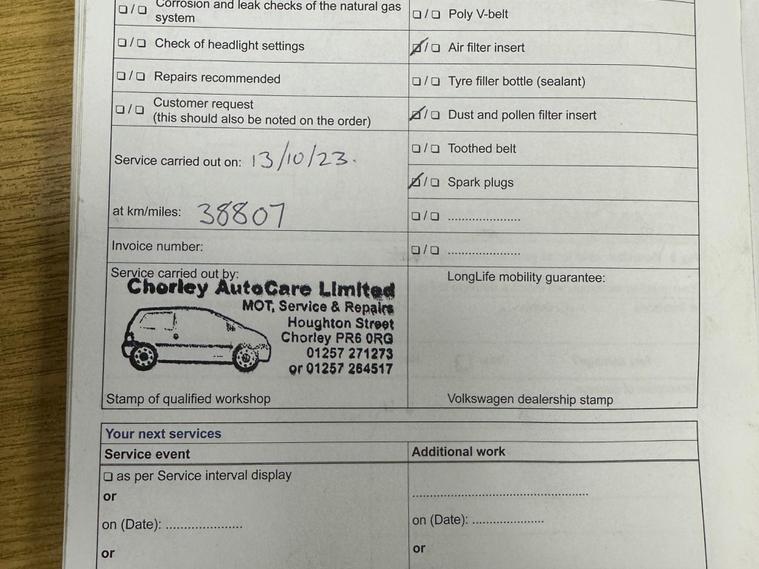 ❏ / ❏ Corrosion and leak checks of the natural gas
system
❏ / ❏ Check of headlight settings
❏ / ❏ Repairs recommended
❏ / ❏ Customer request
(this should also be noted on the order)
Service carried out on: 13/10/23.
at km/miles: 38807
Invoice number:
Service carried out by:
Chorley AutoCare Limited
MOT, Service & Repairs
Houghton Street
Chorley PR6 0RG
01257 271273
or 01257 264517
Stamp of qualified workshop
❏ / ❏ Poly V-belt
☑ / ❏ Air filter insert
❏ / ❏ Tyre filler bottle (sealant)
☑ / ❏ Dust and pollen filter insert
❏ / ❏ Toothed belt
☑ / ❏ Spark plugs
❏ / ❏ .....................
❏ / ❏ .....................
LongLife mobility guarantee:
Volkswagen dealership stamp
Your next services
Service event
❏ as per Service interval display
or
on (Date): ......................
or
Additional work
....................................................
on (Date): .....................
or